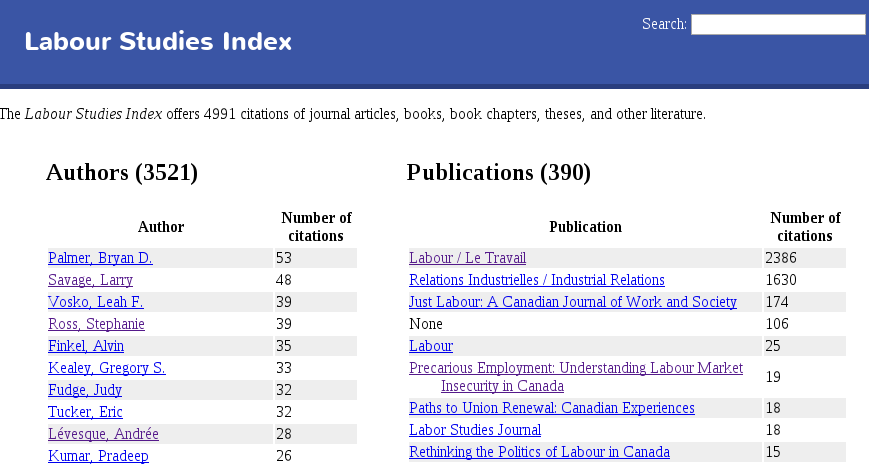 Labour Studies Index
Search:
The Labour Studies Index offers 4991 citations of journal articles, books, book chapters, theses, and other literature.
Authors (3521)
Author Number of
citations
Palmer, Bryan D. 53
Savage, Larry 48
Vosko, Leah F. 39
Ross, Stephanie 39
Finkel, Alvin 35
Kealey, Gregory S. 33
Fudge, Judy 32
Tucker, Eric 32
Lévesque, Andrée 28
Kumar, Pradeep 26
Publications (390)
Publication Number of
citations
Labour / Le Travail 2386
Relations Industrielles / Industrial Relations 1630
Just Labour: A Canadian Journal of Work and Society 174
None 106
Labour 25
Precarious Employment: Understanding Labour Market
Insecurity in Canada 19
Paths to Union Renewal: Canadian Experiences 18
Labor Studies Journal 18
Rethinking the Politics of Labour in Canada 15